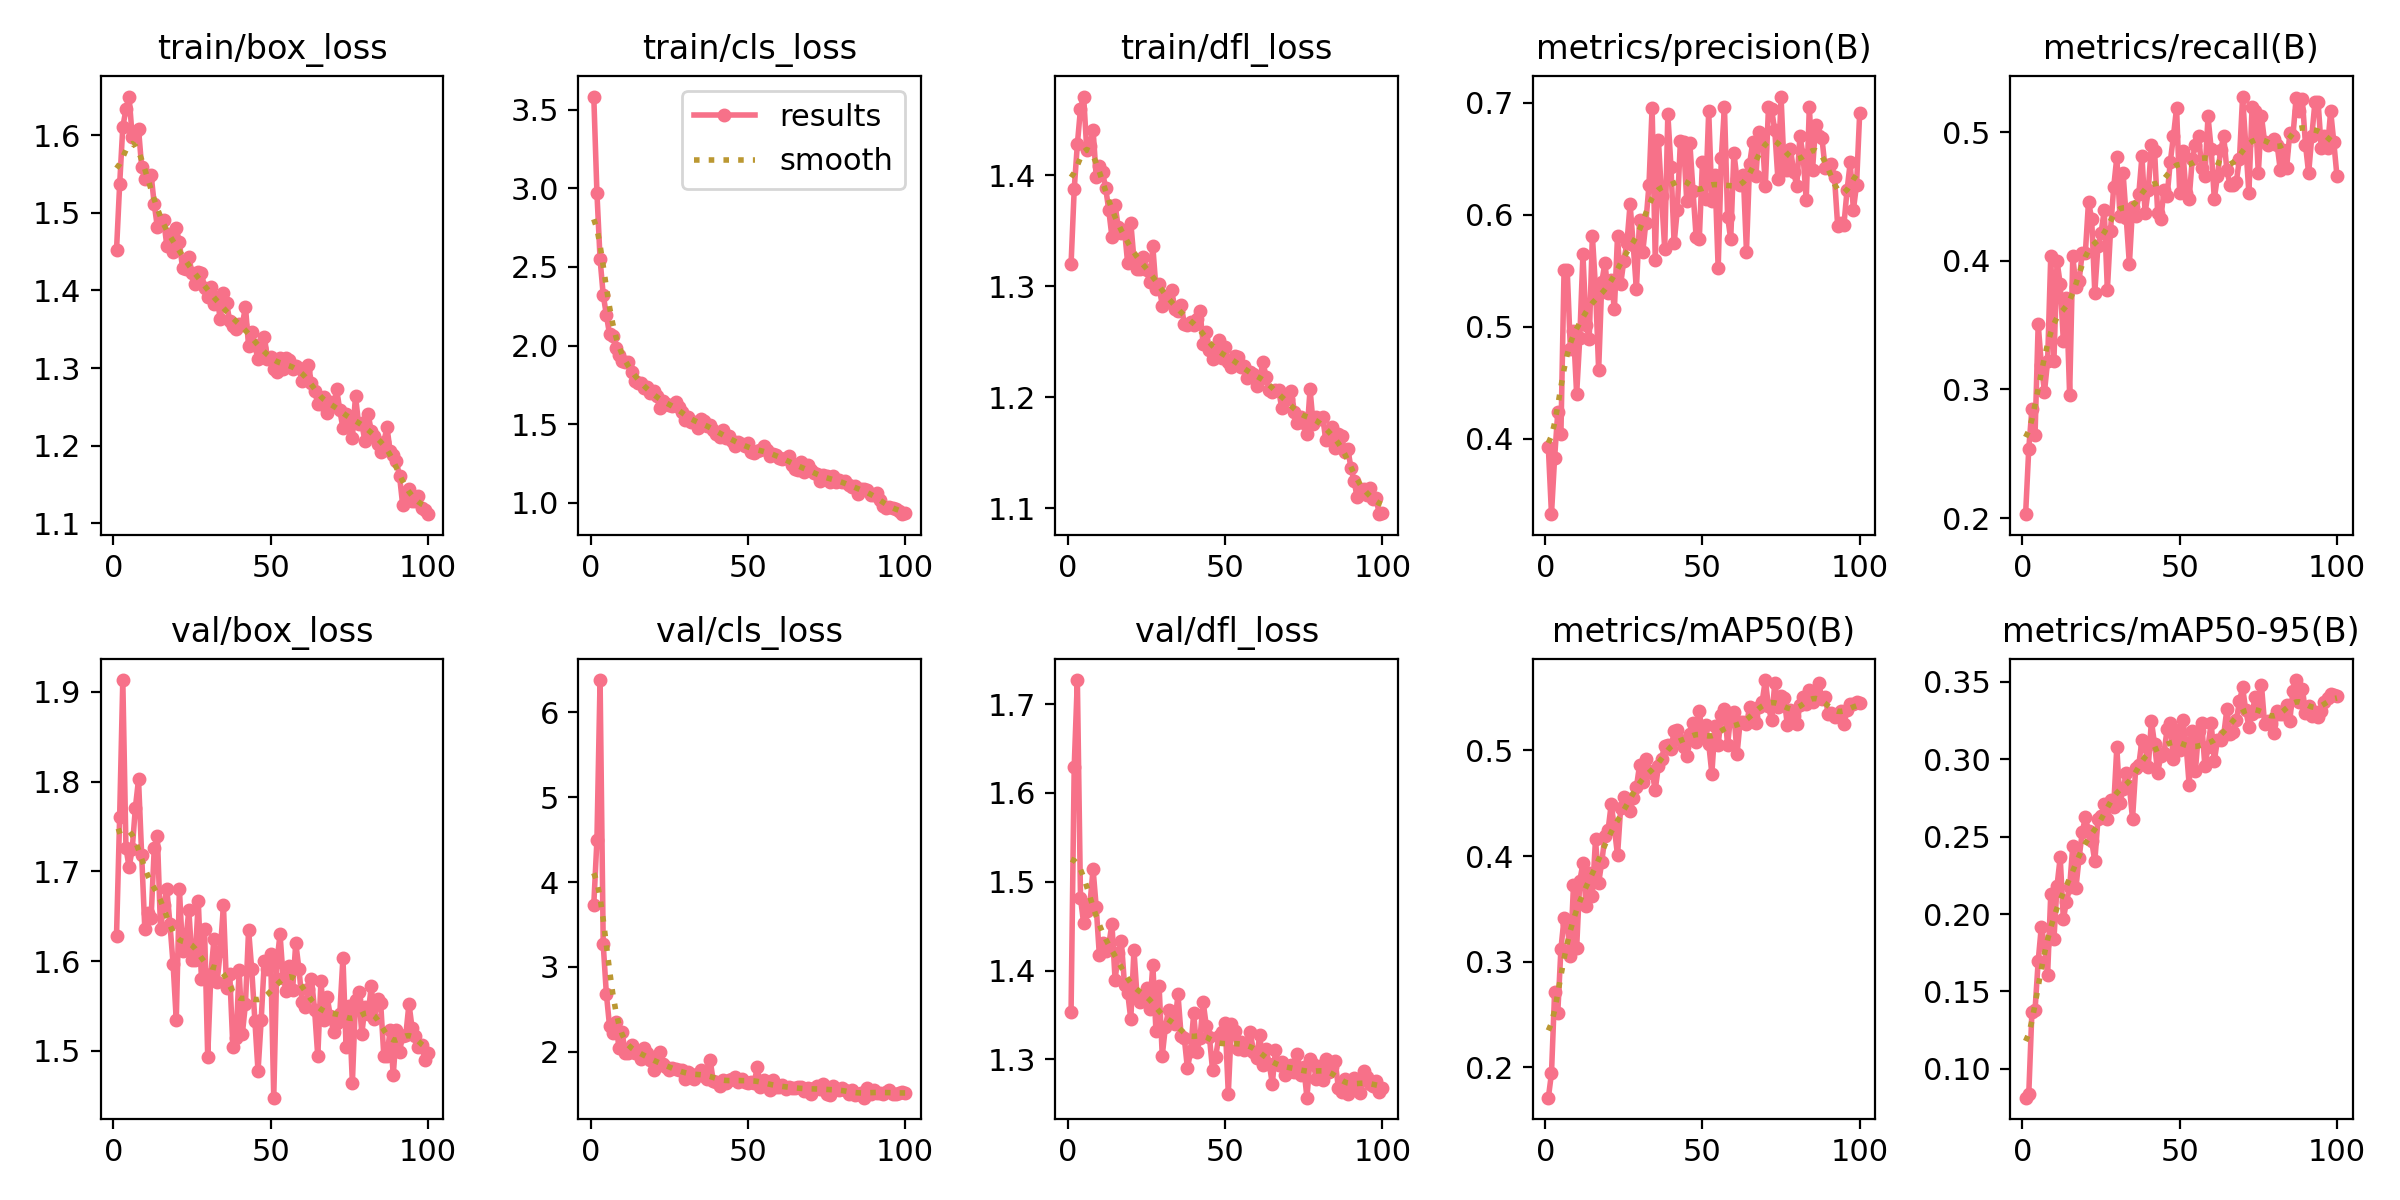 train/box_loss
1.6
1.5
1.4
1.3
1.2
1.1
0 50 100
train/cls_loss
results
smooth
3.5
3.0
2.5
2.0
1.5
1.0
0 50 100
train/dfl_loss
1.4
1.3
1.2
1.1
0 50 100
metrics/precision(B)
0.7
0.6
0.5
0.4
0 50 100
metrics/recall(B)
0.5
0.4
0.3
0.2
0 50 100
val/box_loss
1.9
1.8
1.7
1.6
1.5
0 50 100
val/cls_loss
6
5
4
3
2
0 50 100
val/dfl_loss
1.7
1.6
1.5
1.4
1.3
0 50 100
metrics/mAP50(B)
0.5
0.4
0.3
0.2
0 50 100
metrics/mAP50-95(B)
0.35
0.30
0.25
0.20
0.15
0.10
0 50 100